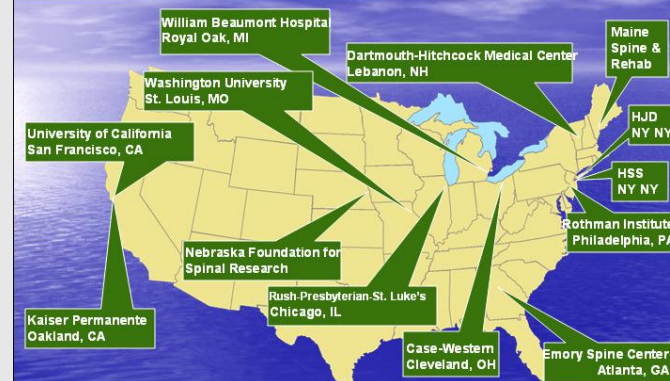 William Beaumont Hospital
Royal Oak, MI
Dartmouth-Hitchcock Medical Center
Lebanon, NH
Maine
Spine &
Rehab
Washington University
St. Louis, MO
HJD
NY NY
University of California
San Francisco, CA
HSS
NY NY
Rothman Institute
Philadelphia, PA
Nebraska Foundation for
Spinal Research
Rush-Presbyterian-St. Luke's
Chicago, IL
Kaiser Permanente
Oakland, CA
Case-Western
Cleveland, OH
Emory Spine Center
Atlanta, GA